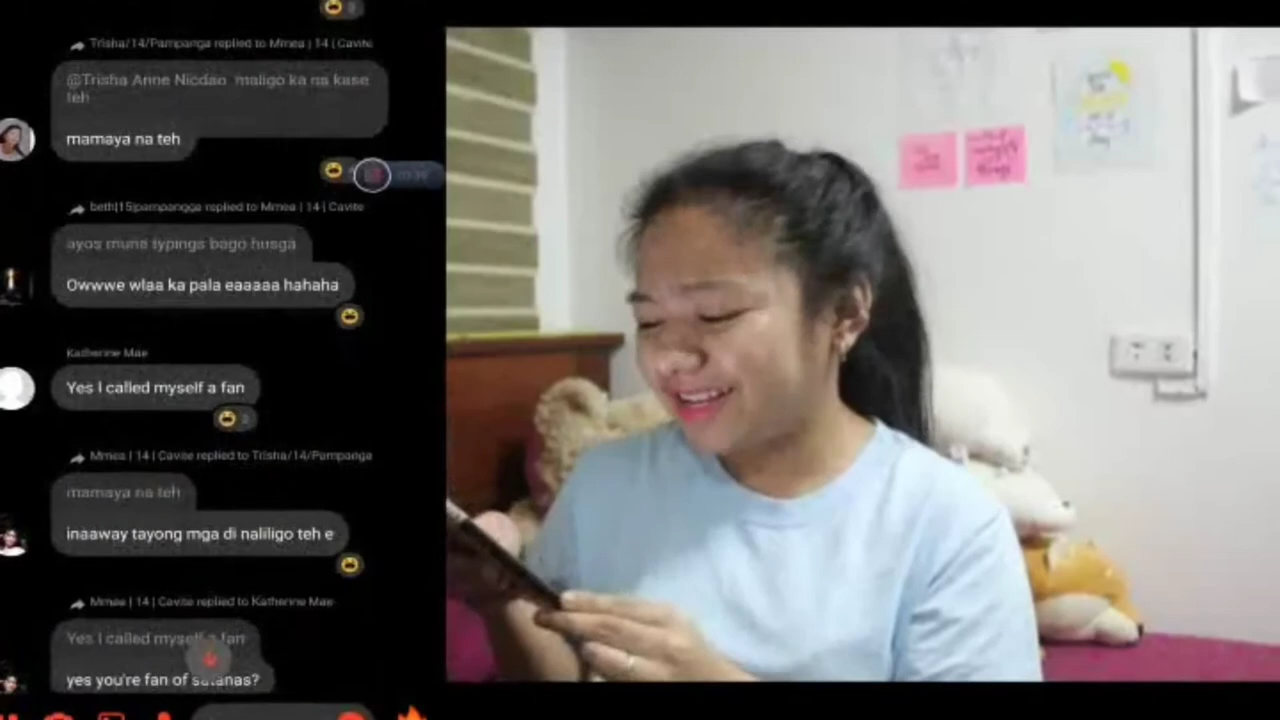 Trisha/14/Pampanga replied to Mmea | 14 | Cavite
@Trisha Anne Nicdao maligo ka na kase
teh
mamaya na teh
beth|15|pampangga replied to Mmea | 14 | Cavite
ayos muna typings bago husga
Owwwe wlaa ka pala eaaaaa hahaha
Katherine Mae
Yes I called myself a fan
Mmea | 14 | Cavite replied to Trisha/14/Pampanga
mamaya na teh
inaaway tayong mga di naliligo teh e
Mmea | 14 | Cavite replied to Katherine Mae
Yes I called myself a fan
yes you're fan of satanas?